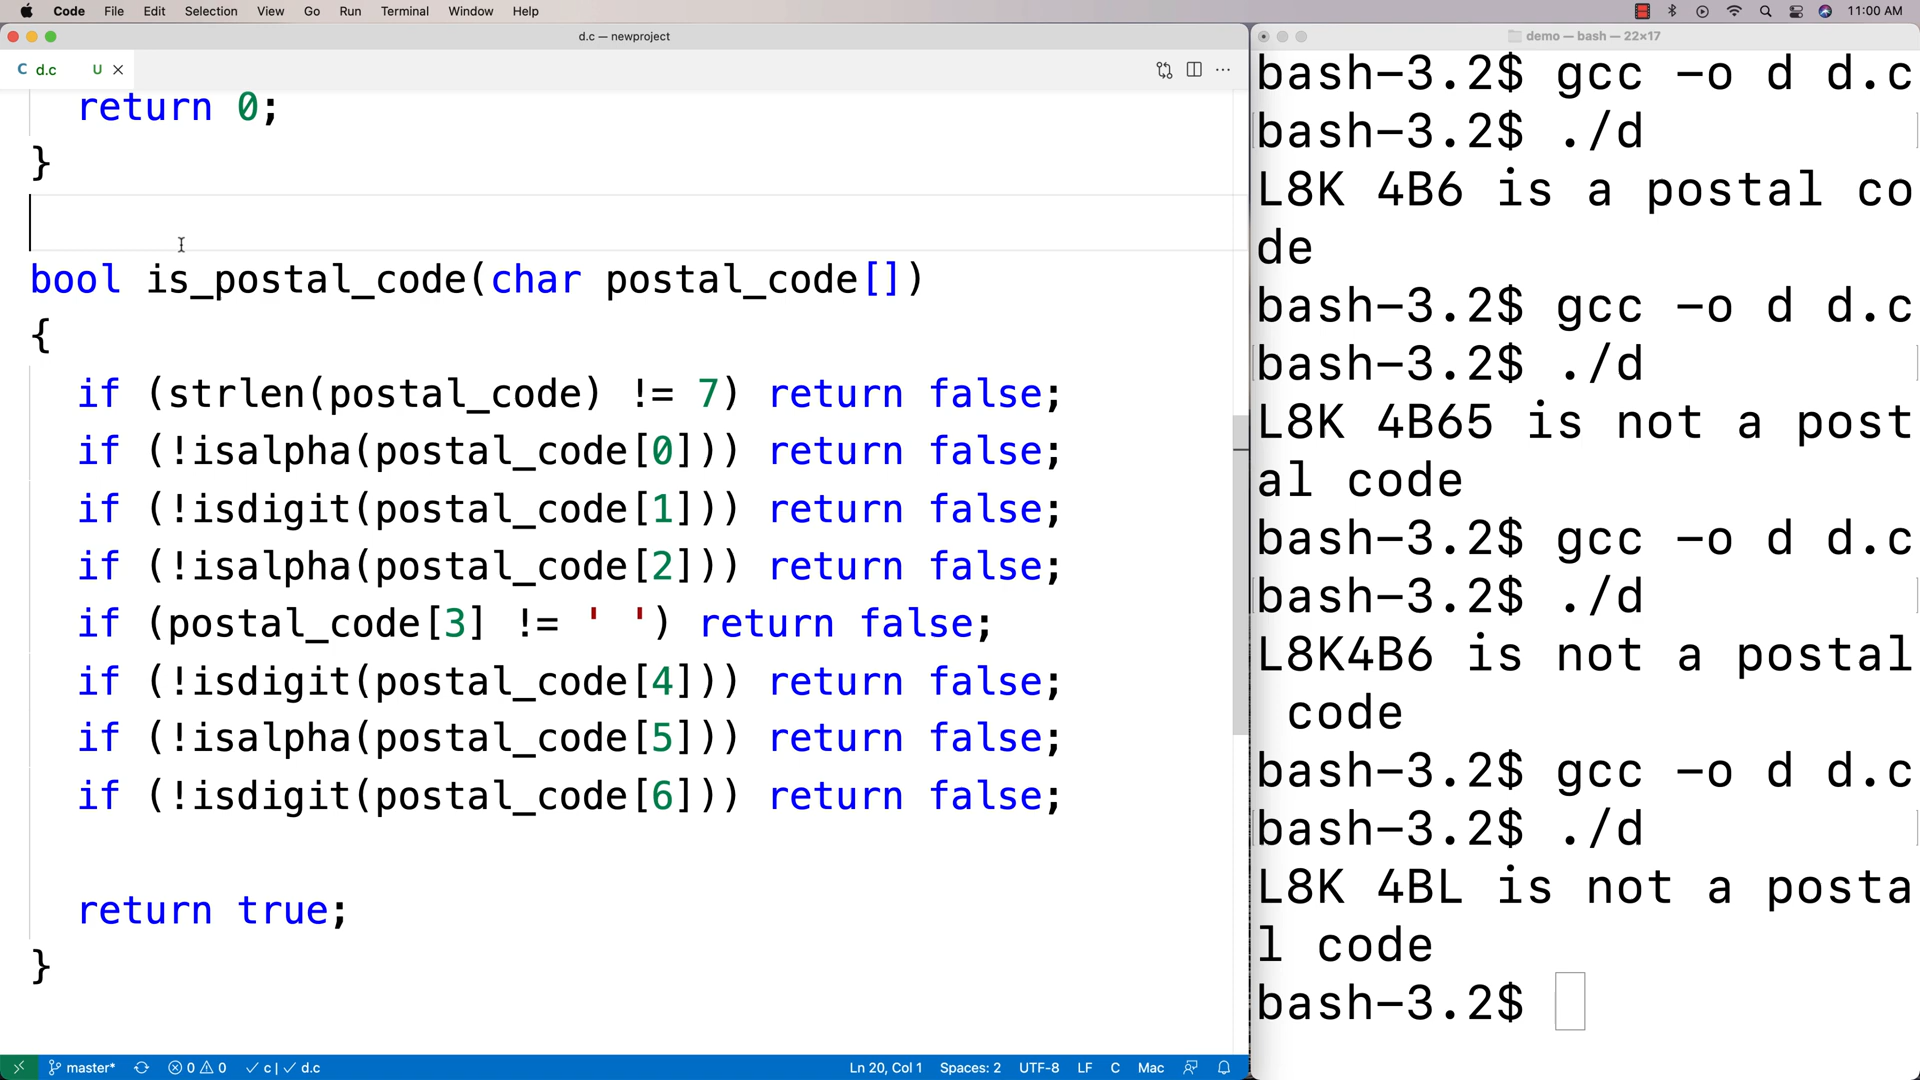 Code File Edit Selection View Go Run Terminal Window Help 11:00 AM
d.c — newproject
C d.c U
return 0;
}
bool is_postal_code(char postal_code[])
{
if (strlen(postal_code) != 7) return false;
if (!isalpha(postal_code[0])) return false;
if (!isdigit(postal_code[1])) return false;
if (!isalpha(postal_code[2])) return false;
if (postal_code[3] != ' ') return false;
if (!isdigit(postal_code[4])) return false;
if (!isalpha(postal_code[5])) return false;
if (!isdigit(postal_code[6])) return false;
return true;
}
master* 0 0 c | d.c Ln 20, Col 1 Spaces: 2 UTF-8 LF C Mac
demo — bash — 22×17
bash-3.2$ gcc -o d d.c
bash-3.2$ ./d
L8K 4B6 is a postal co
de
bash-3.2$ gcc -o d d.c
bash-3.2$ ./d
L8K 4B65 is not a post
al code
bash-3.2$ gcc -o d d.c
bash-3.2$ ./d
L8K4B6 is not a postal
code
bash-3.2$ gcc -o d d.c
bash-3.2$ ./d
L8K 4BL is not a posta
l code
bash-3.2$